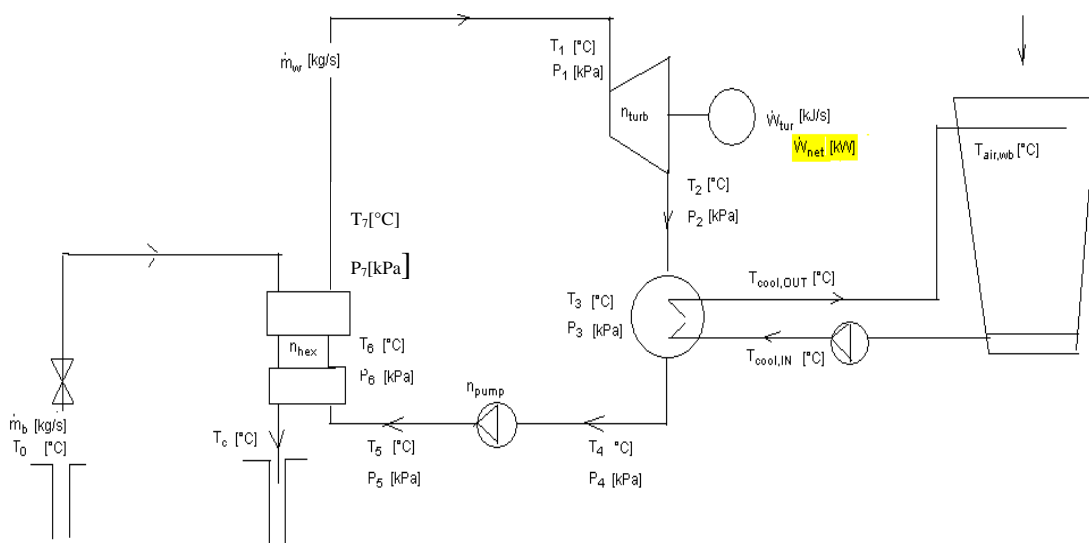 ṁw [kg/s]
T1 [°C]
P1 [kPa]
nturb
Ẇtur [kJ/s]
Ẇnet [kW]
Tair,wb [°C]
T2 [°C]
P2 [kPa]
T7[°C]
P7[kPa]
Tcool,OUT [°C]
T3 [°C]
P3 [kPa]
nhex
T6 [°C]
P6 [kPa]
Tcool,IN [°C]
npump
ṁb [kg/s]
T0 [°C]
Tc [°C]
T5 [°C]
P5 [kPa]
T4 [°C]
P4 [kPa]